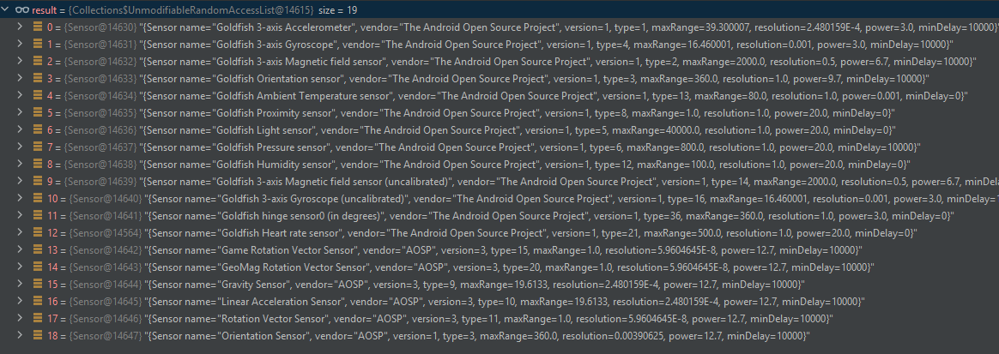 result = {Collections$UnmodifiableRandomAccessList@14615} size = 19
0 = {Sensor@14630} "{Sensor name="Goldfish 3-axis Accelerometer", vendor="The Android Open Source Project", version=1, type=1, maxRange=39.300007, resolution=2.480159E-4, power=3.0, minDelay=10000}"
1 = {Sensor@14631} "{Sensor name="Goldfish 3-axis Gyroscope", vendor="The Android Open Source Project", version=1, type=4, maxRange=16.460001, resolution=0.001, power=3.0, minDelay=10000}"
2 = {Sensor@14632} "{Sensor name="Goldfish 3-axis Magnetic field sensor", vendor="The Android Open Source Project", version=1, type=2, maxRange=2000.0, resolution=0.5, power=6.7, minDelay=10000}"
3 = {Sensor@14633} "{Sensor name="Goldfish Orientation sensor", vendor="The Android Open Source Project", version=1, type=3, maxRange=360.0, resolution=1.0, power=9.7, minDelay=10000}"
4 = {Sensor@14634} "{Sensor name="Goldfish Ambient Temperature sensor", vendor="The Android Open Source Project", version=1, type=13, maxRange=80.0, resolution=1.0, power=0.001, minDelay=0}"
5 = {Sensor@14635} "{Sensor name="Goldfish Proximity sensor", vendor="The Android Open Source Project", version=1, type=8, maxRange=1.0, resolution=1.0, power=20.0, minDelay=0}"
6 = {Sensor@14636} "{Sensor name="Goldfish Light sensor", vendor="The Android Open Source Project", version=1, type=5, maxRange=40000.0, resolution=1.0, power=20.0, minDelay=0}"
7 = {Sensor@14637} "{Sensor name="Goldfish Pressure sensor", vendor="The Android Open Source Project", version=1, type=6, maxRange=800.0, resolution=1.0, power=20.0, minDelay=10000}"
8 = {Sensor@14638} "{Sensor name="Goldfish Humidity sensor", vendor="The Android Open Source Project", version=1, type=12, maxRange=100.0, resolution=1.0, power=20.0, minDelay=0}"
9 = {Sensor@14639} "{Sensor name="Goldfish 3-axis Magnetic field sensor (uncalibrated)", vendor="The Android Open Source Project", version=1, type=14, maxRange=2000.0, resolution=0.5, power=6.7, minDela
10 = {Sensor@14640} "{Sensor name="Goldfish 3-axis Gyroscope (uncalibrated)", vendor="The Android Open Source Project", version=1, type=16, maxRange=16.460001, resolution=0.001, power=3.0, minDelay=1
11 = {Sensor@14641} "{Sensor name="Goldfish hinge sensor0 (in degrees)", vendor="The Android Open Source Project", version=1, type=36, maxRange=360.0, resolution=1.0, power=3.0, minDelay=0}"
12 = {Sensor@14564} "{Sensor name="Goldfish Heart rate sensor", vendor="The Android Open Source Project", version=1, type=21, maxRange=500.0, resolution=1.0, power=20.0, minDelay=0}"
13 = {Sensor@14642} "{Sensor name="Game Rotation Vector Sensor", vendor="AOSP", version=3, type=15, maxRange=1.0, resolution=5.9604645E-8, power=12.7, minDelay=10000}"
14 = {Sensor@14643} "{Sensor name="GeoMag Rotation Vector Sensor", vendor="AOSP", version=3, type=20, maxRange=1.0, resolution=5.9604645E-8, power=12.7, minDelay=10000}"
15 = {Sensor@14644} "{Sensor name="Gravity Sensor", vendor="AOSP", version=3, type=9, maxRange=19.6133, resolution=2.480159E-4, power=12.7, minDelay=10000}"
16 = {Sensor@14645} "{Sensor name="Linear Acceleration Sensor", vendor="AOSP", version=3, type=10, maxRange=19.6133, resolution=2.480159E-4, power=12.7, minDelay=10000}"
17 = {Sensor@14646} "{Sensor name="Rotation Vector Sensor", vendor="AOSP", version=3, type=11, maxRange=1.0, resolution=5.9604645E-8, power=12.7, minDelay=10000}"
18 = {Sensor@14647} "{Sensor name="Orientation Sensor", vendor="AOSP", version=1, type=3, maxRange=360.0, resolution=0.00390625, power=12.7, minDelay=10000}"